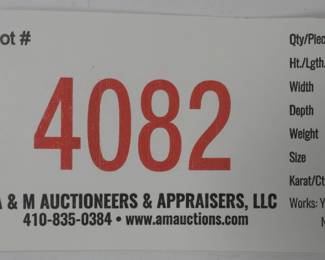 ot #
4082
A & M AUCTIONEERS & APPRAISERS, LLC
410-835-0384 • www.amauctions.com
Qty/Piec
Ht./Lgth.
Width
Depth
Weight
Size
Karat/Ct
Works: Y
N